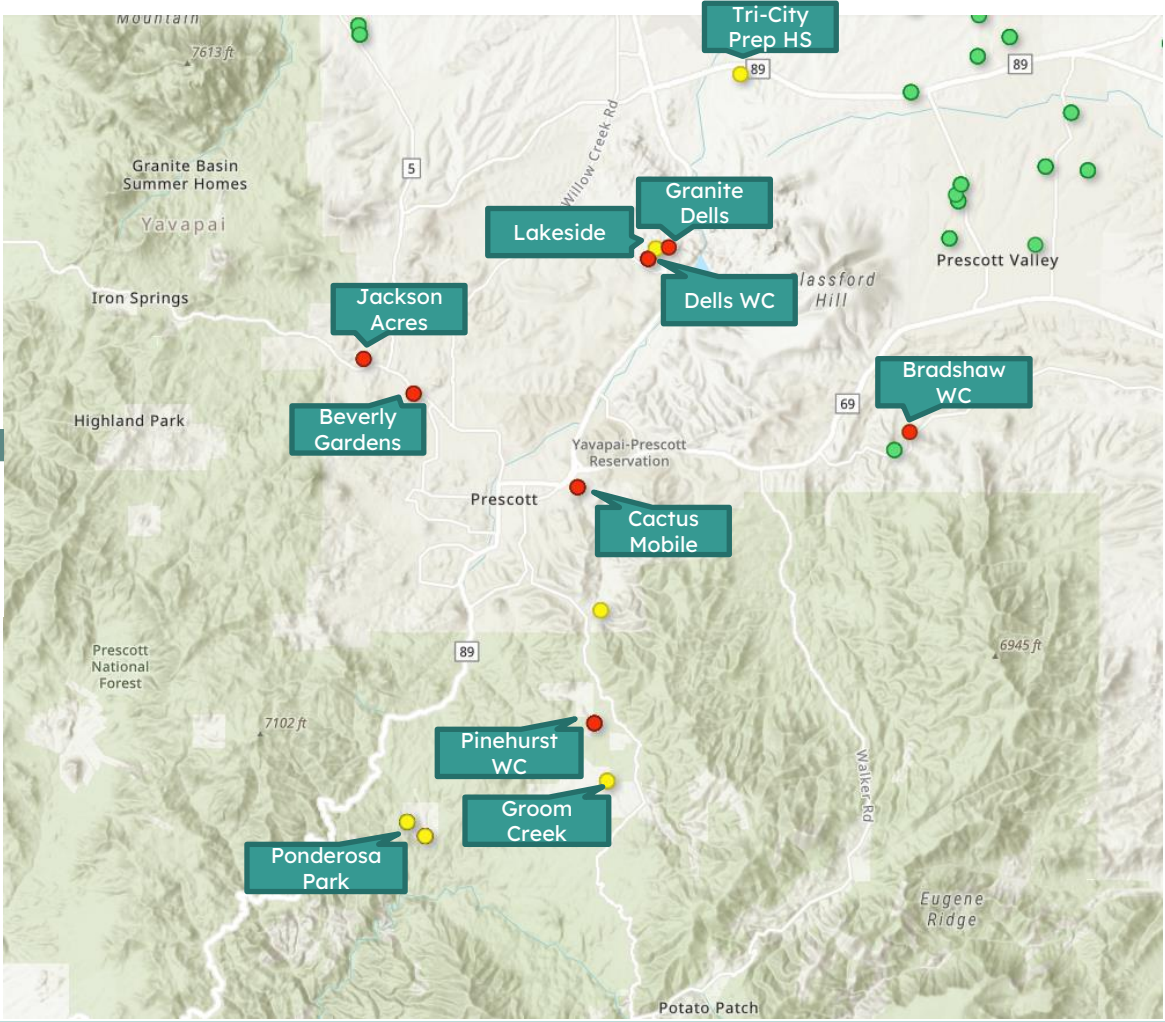 Tri-City
Prep HS
Mountain
7613 ft
89
89
Willow Creek Rd
Granite Basin
Summer Homes
5
Yavapai
Granite
Dells
Lakeside
Prescott Valley
Dells WC
lassford
Hill
Iron Springs
Jackson
Acres
Bradshaw
WC
69
Highland Park
Beverly
Gardens
Yavapai-Prescott
Reservation
Prescott
Cactus
Mobile
Prescott
National
Forest
89
6945 ft
7102 ft
Pinehurst
WC
Walker Rd
Groom
Creek
Ponderosa
Park
Eugene
Ridge
Potato Patch